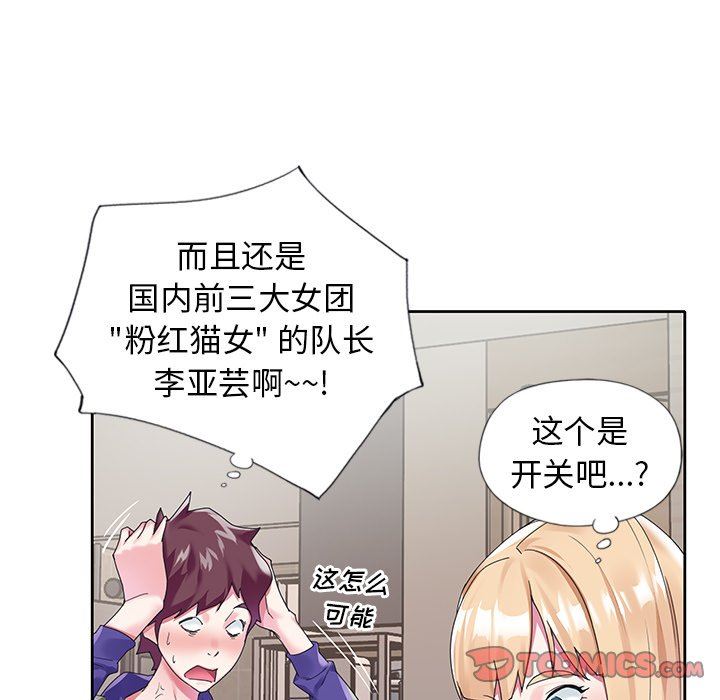 而且还是
国内前三大女团
"粉红猫女" 的队长
李亚芸啊~~!
这个是
开关吧...?
这怎么
可能
TOOMICS.COM